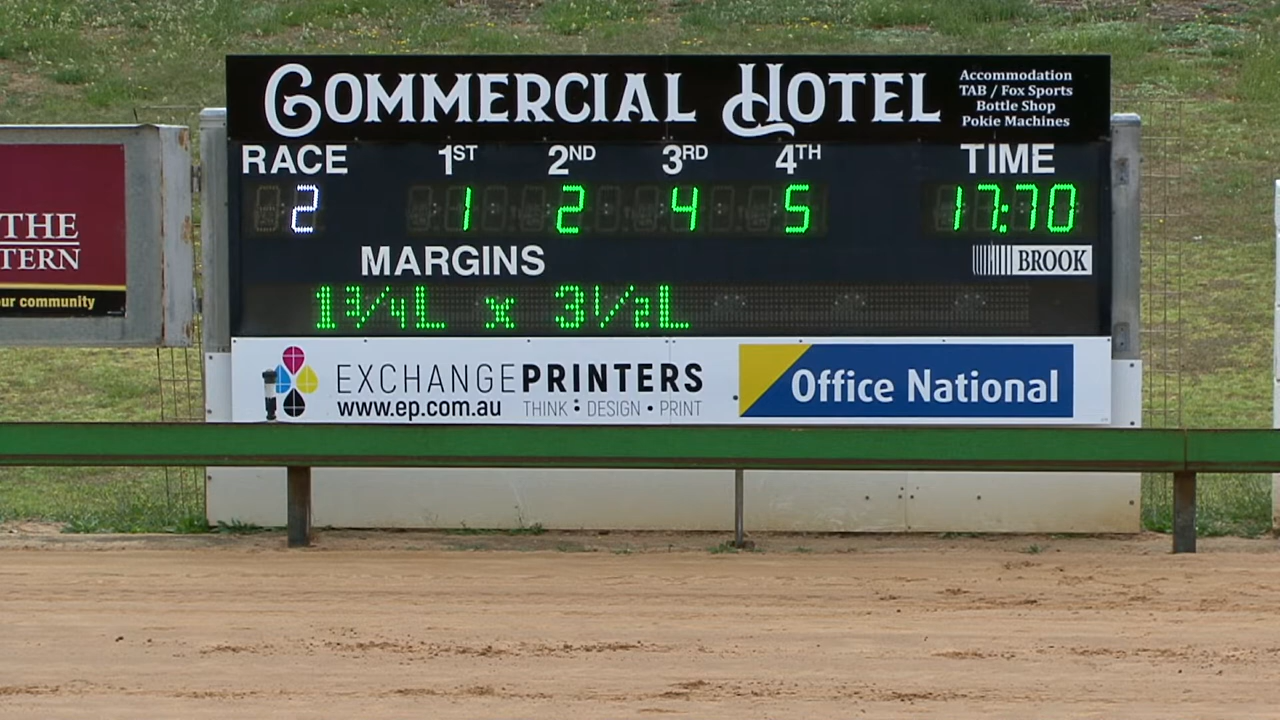 COMMERCIAL HOTEL
Accommodation
TAB / Fox Sports
Bottle Shop
Pokie Machines
RACE 1ST 2ND 3RD 4TH TIME
2 1 2 4 5 17:70
MARGINS
BROOK
1¾L x 3½L
THE
TERN
ur community
EXCHANGEPRINTERS
www.ep.com.au THINK : DESIGN • PRINT
Office National